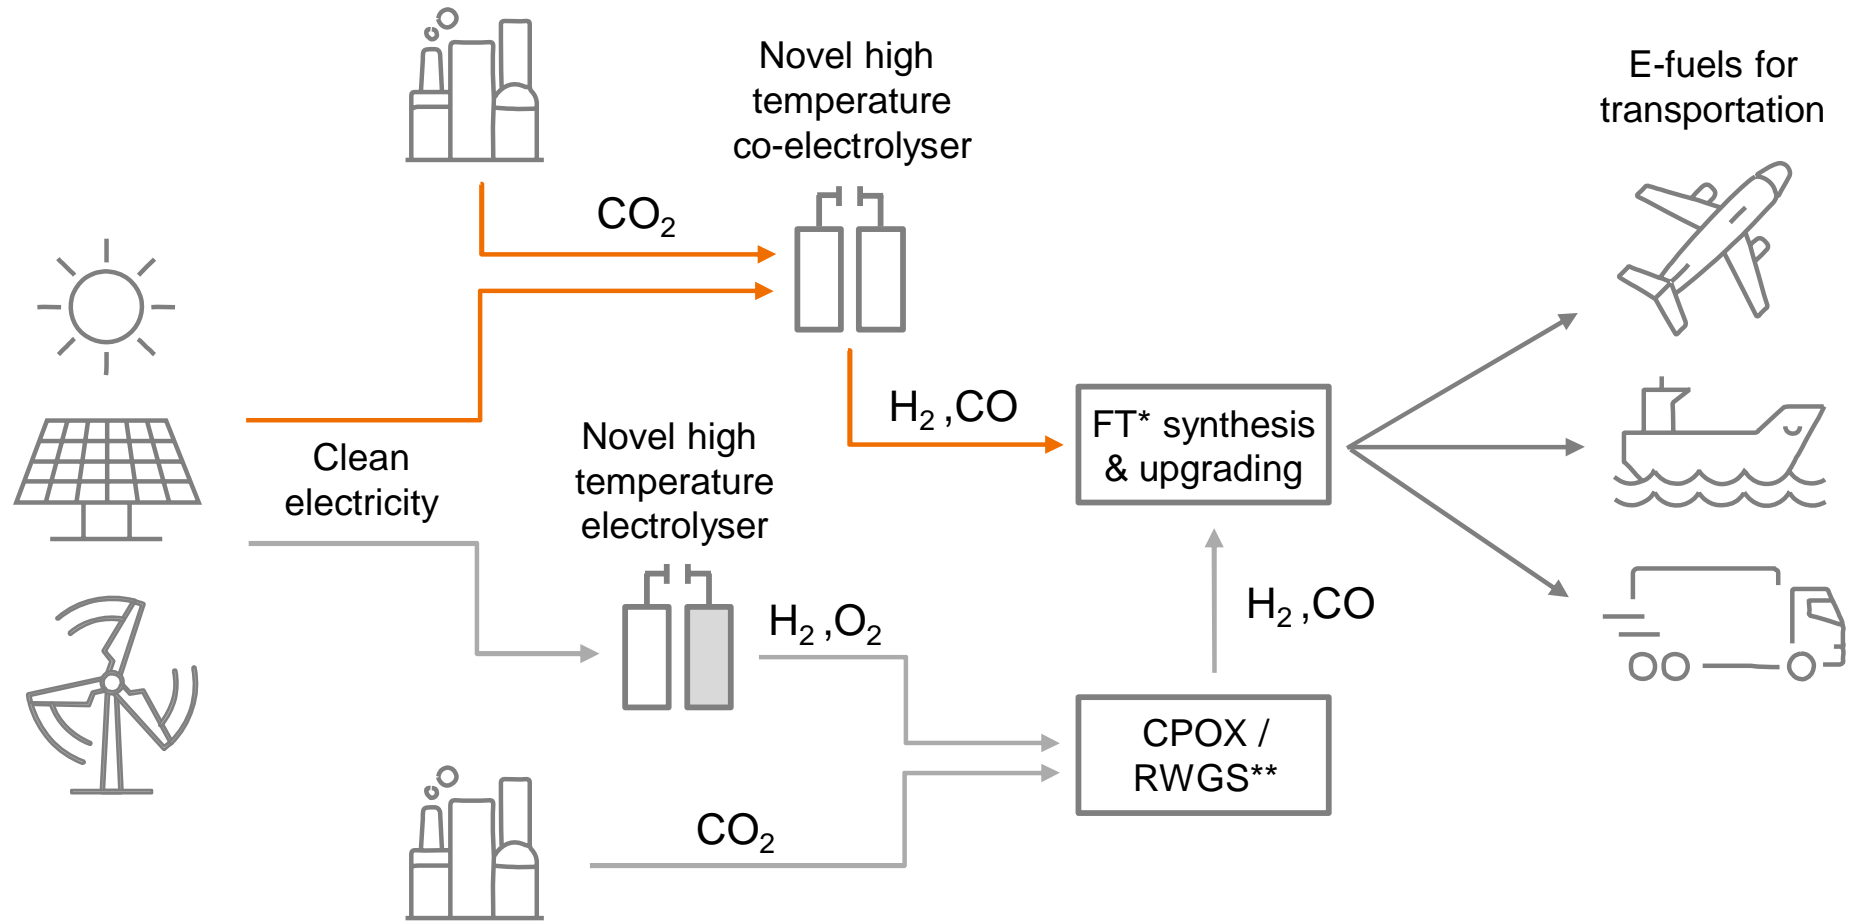 Novel high
temperature
co-electrolyser
E-fuels for
transportation
CO₂
H₂ ,CO
FT* synthesis
& upgrading
Clean
electricity
Novel high
temperature
electrolyser
H₂ ,O₂
H₂ ,CO
CPOX /
RWGS**
CO₂